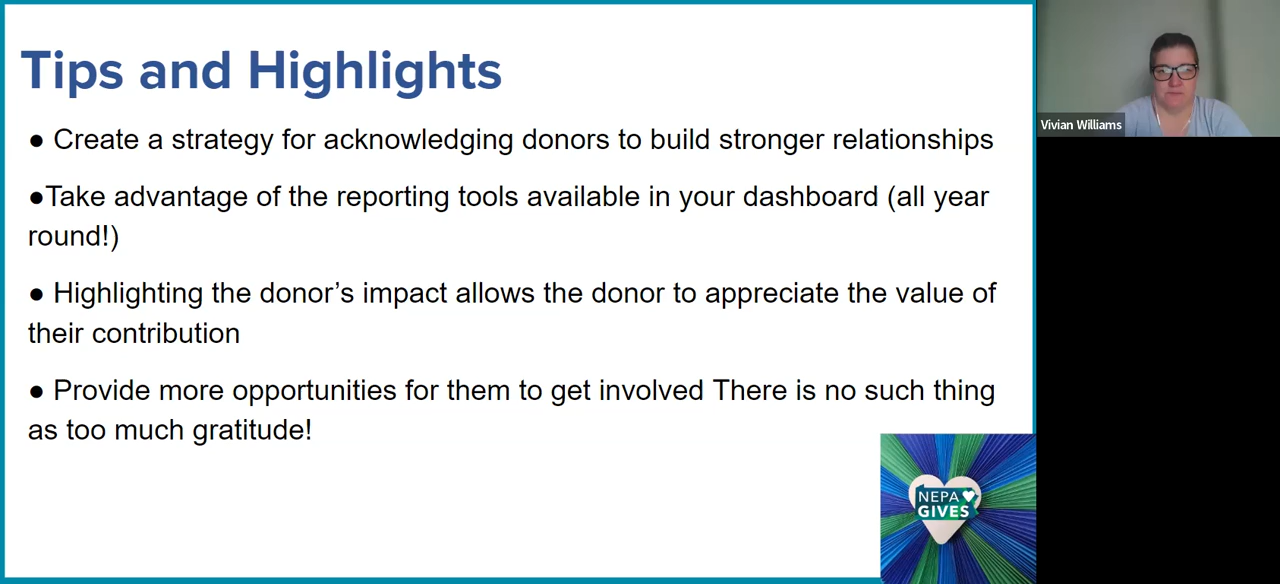 Tips and Highlights
● Create a strategy for acknowledging donors to build stronger relationships
●Take advantage of the reporting tools available in your dashboard (all year
round!)
● Highlighting the donor’s impact allows the donor to appreciate the value of
their contribution
● Provide more opportunities for them to get involved There is no such thing
as too much gratitude!
NEPA
GIVES
Vivian Williams